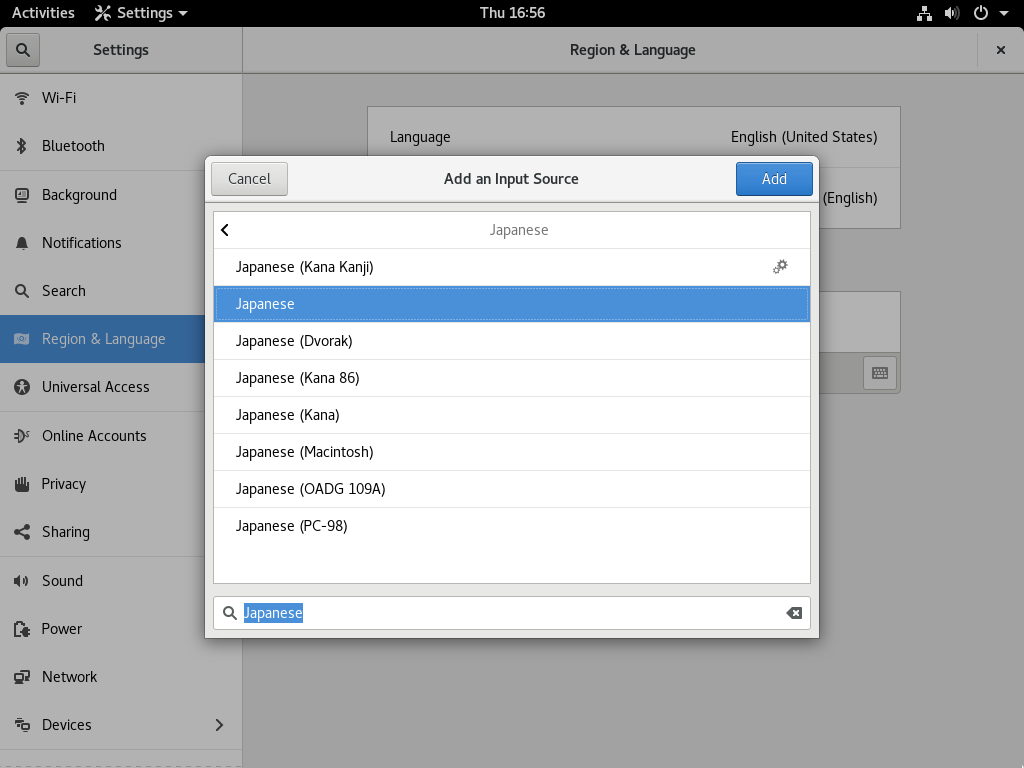 Activities Settings Thu 16:56
Settings Region & Language
Wi-Fi
Bluetooth
Background
Notifications
Search
Region & Language
Universal Access
Online Accounts
Privacy
Sharing
Sound
Power
Network
Devices
Language English (United States)
(English)
Cancel Add an Input Source Add
Japanese
Japanese (Kana Kanji)
Japanese
Japanese (Dvorak)
Japanese (Kana 86)
Japanese (Kana)
Japanese (Macintosh)
Japanese (OADG 109A)
Japanese (PC-98)
Japanese